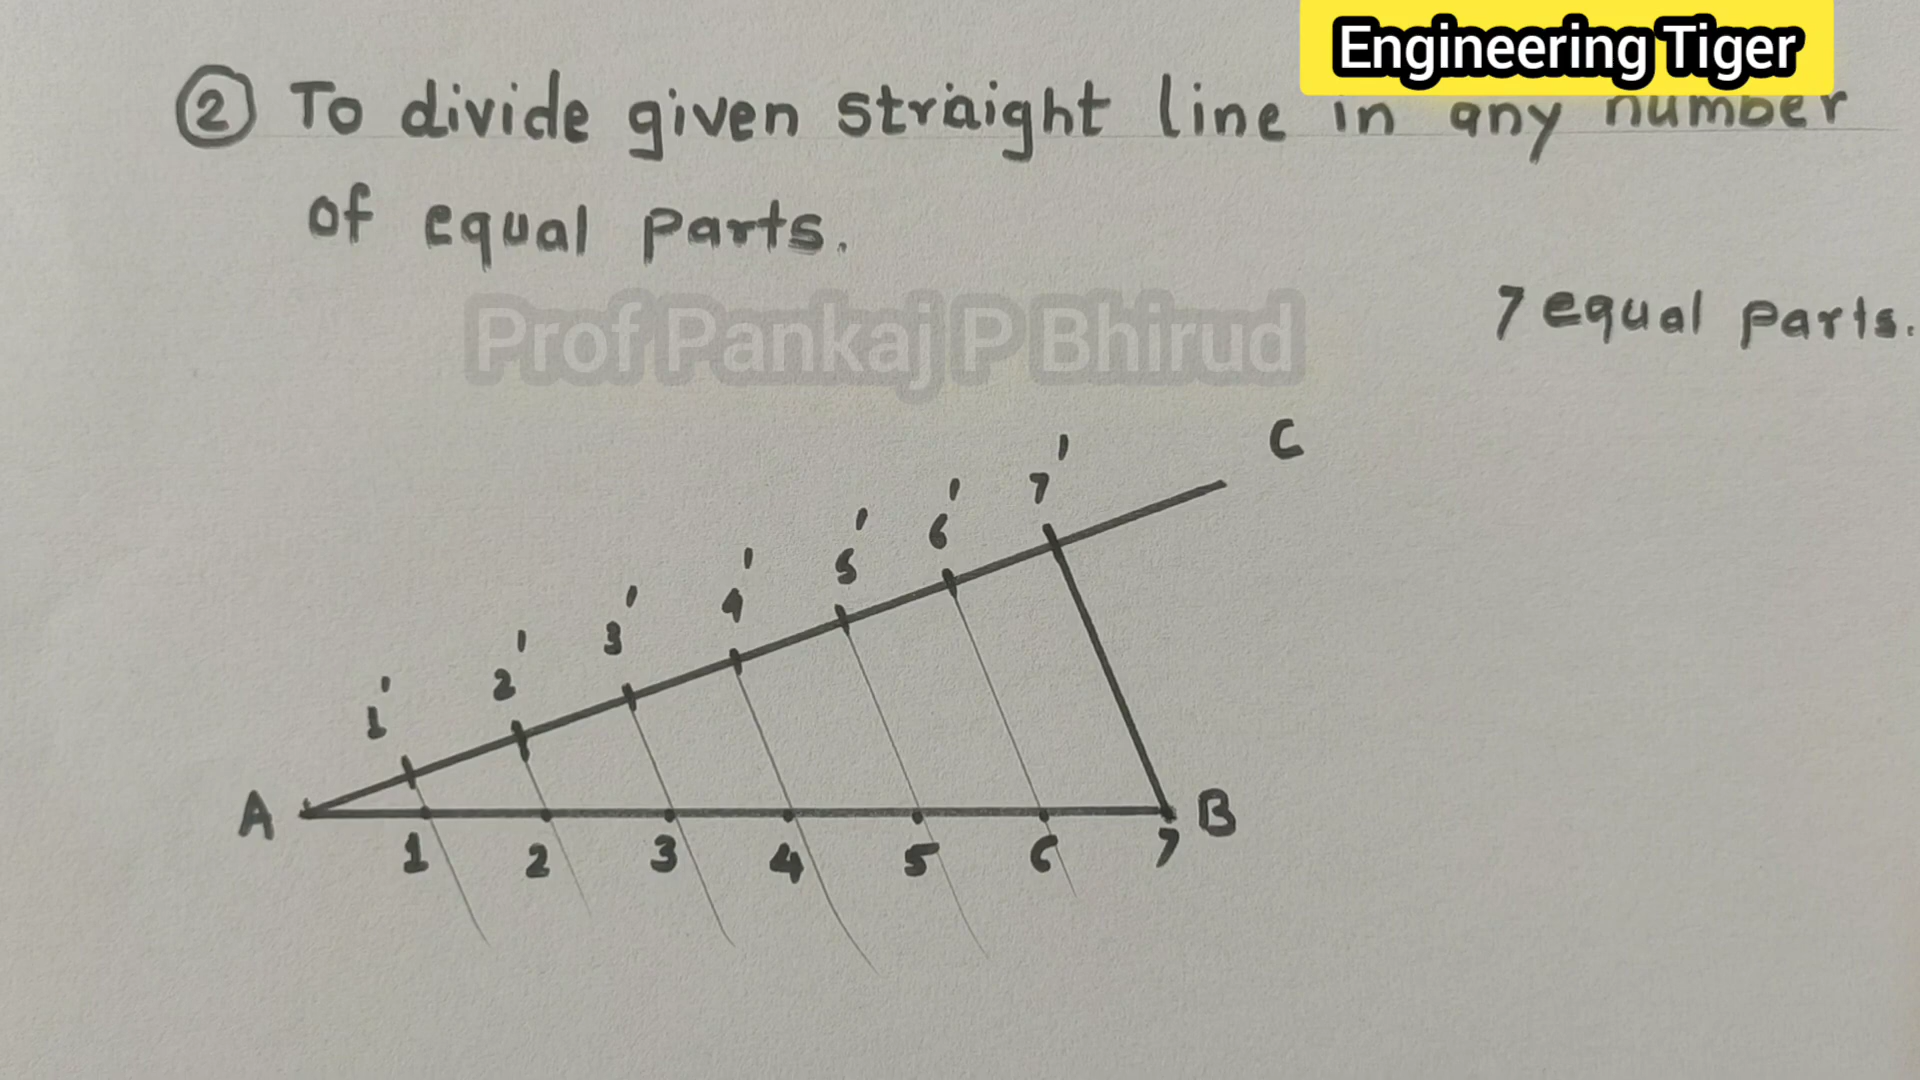 Engineering Tiger
② To divide given straight line in any number
of equal parts.
Prof Pankaj P Bhirud
7 equal parts.
C
1' 2' 3' 4' 5' 6' 7'
A B
1 2 3 4 5 6 7